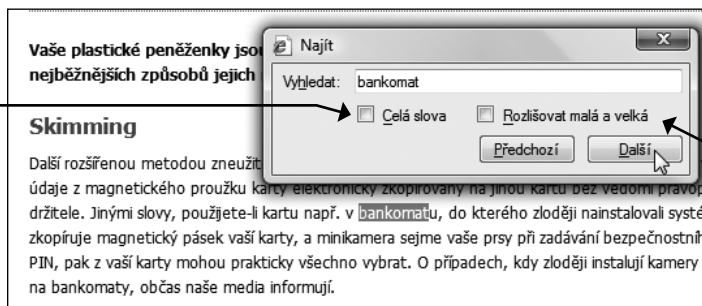 Vaše plastické peněženky jsou
nejběžnějších způsobů jejich
Najít
Vyhledat: bankomat
Celá slova Rozlišovat malá a velká
Předchozí Další
Skimming
Další rozšířenou metodou zneužit
údaje z magnetického proužku karty elektronicky zkopírovány na jinou kartu bez vědomí pravop
držitele. Jinými slovy, použijete-li kartu např. v bankomatu, do kterého zloději nainstalovali systé
zkopíruje magnetický pásek vaší karty, a minikamera sejme vaše prsy při zadávání bezpečnostníh
PIN, pak z vaší karty mohou prakticky všechno vybrat. O případech, kdy zloději instalují kamery
na bankomaty, občas naše media informují.